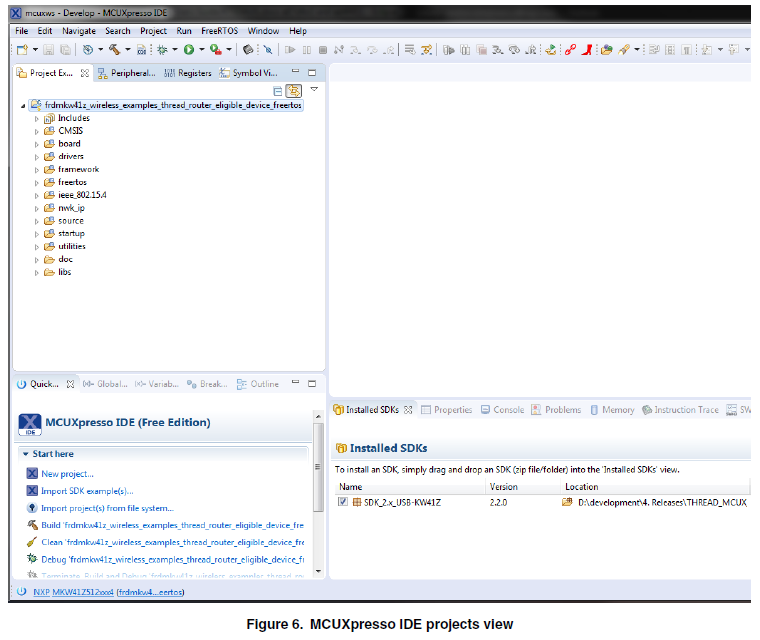 mcuxws - Develop - MCUXpresso IDE
File Edit Navigate Search Project Run FreeRTOS Window Help
Project Ex... Peripheral... Registers Symbol Vi...
frdmkw41z_wireless_examples_thread_router_eligible_device_freertos
Includes
CMSIS
board
drivers
framework
freertos
ieee_802.15.4
nwk_ip
source
startup
utilities
doc
libs
Quick... Global... Variab... Break... Outline
IDE
MCUXpresso IDE (Free Edition)
Start here
New project...
Import SDK example(s)...
Import project(s) from file system...
Build 'frdmkw41z_wireless_examples_thread_router_eligible_device_fre
Clean 'frdmkw41z_wireless_examples_thread_router_eligible_device_fre
Debug 'frdmkw41z_wireless_examples_thread_router_eligible_device_fr
Terminate, Build and Debug 'frdmkw41z_wireless_examples_thread_router
Installed SDKs Properties Console Problems Memory Instruction Trace SW
Installed SDKs
To install an SDK, simply drag and drop an SDK (zip file/folder) into the 'Installed SDKs' view.
Name Version Location
SDK_2.x_USB-KW41Z 2.2.0 D:\development\4. Releases\THREAD_MCUX
NXP MKW41Z512xxx4 (frdmkw4...eertos)
Figure 6. MCUXpresso IDE projects view